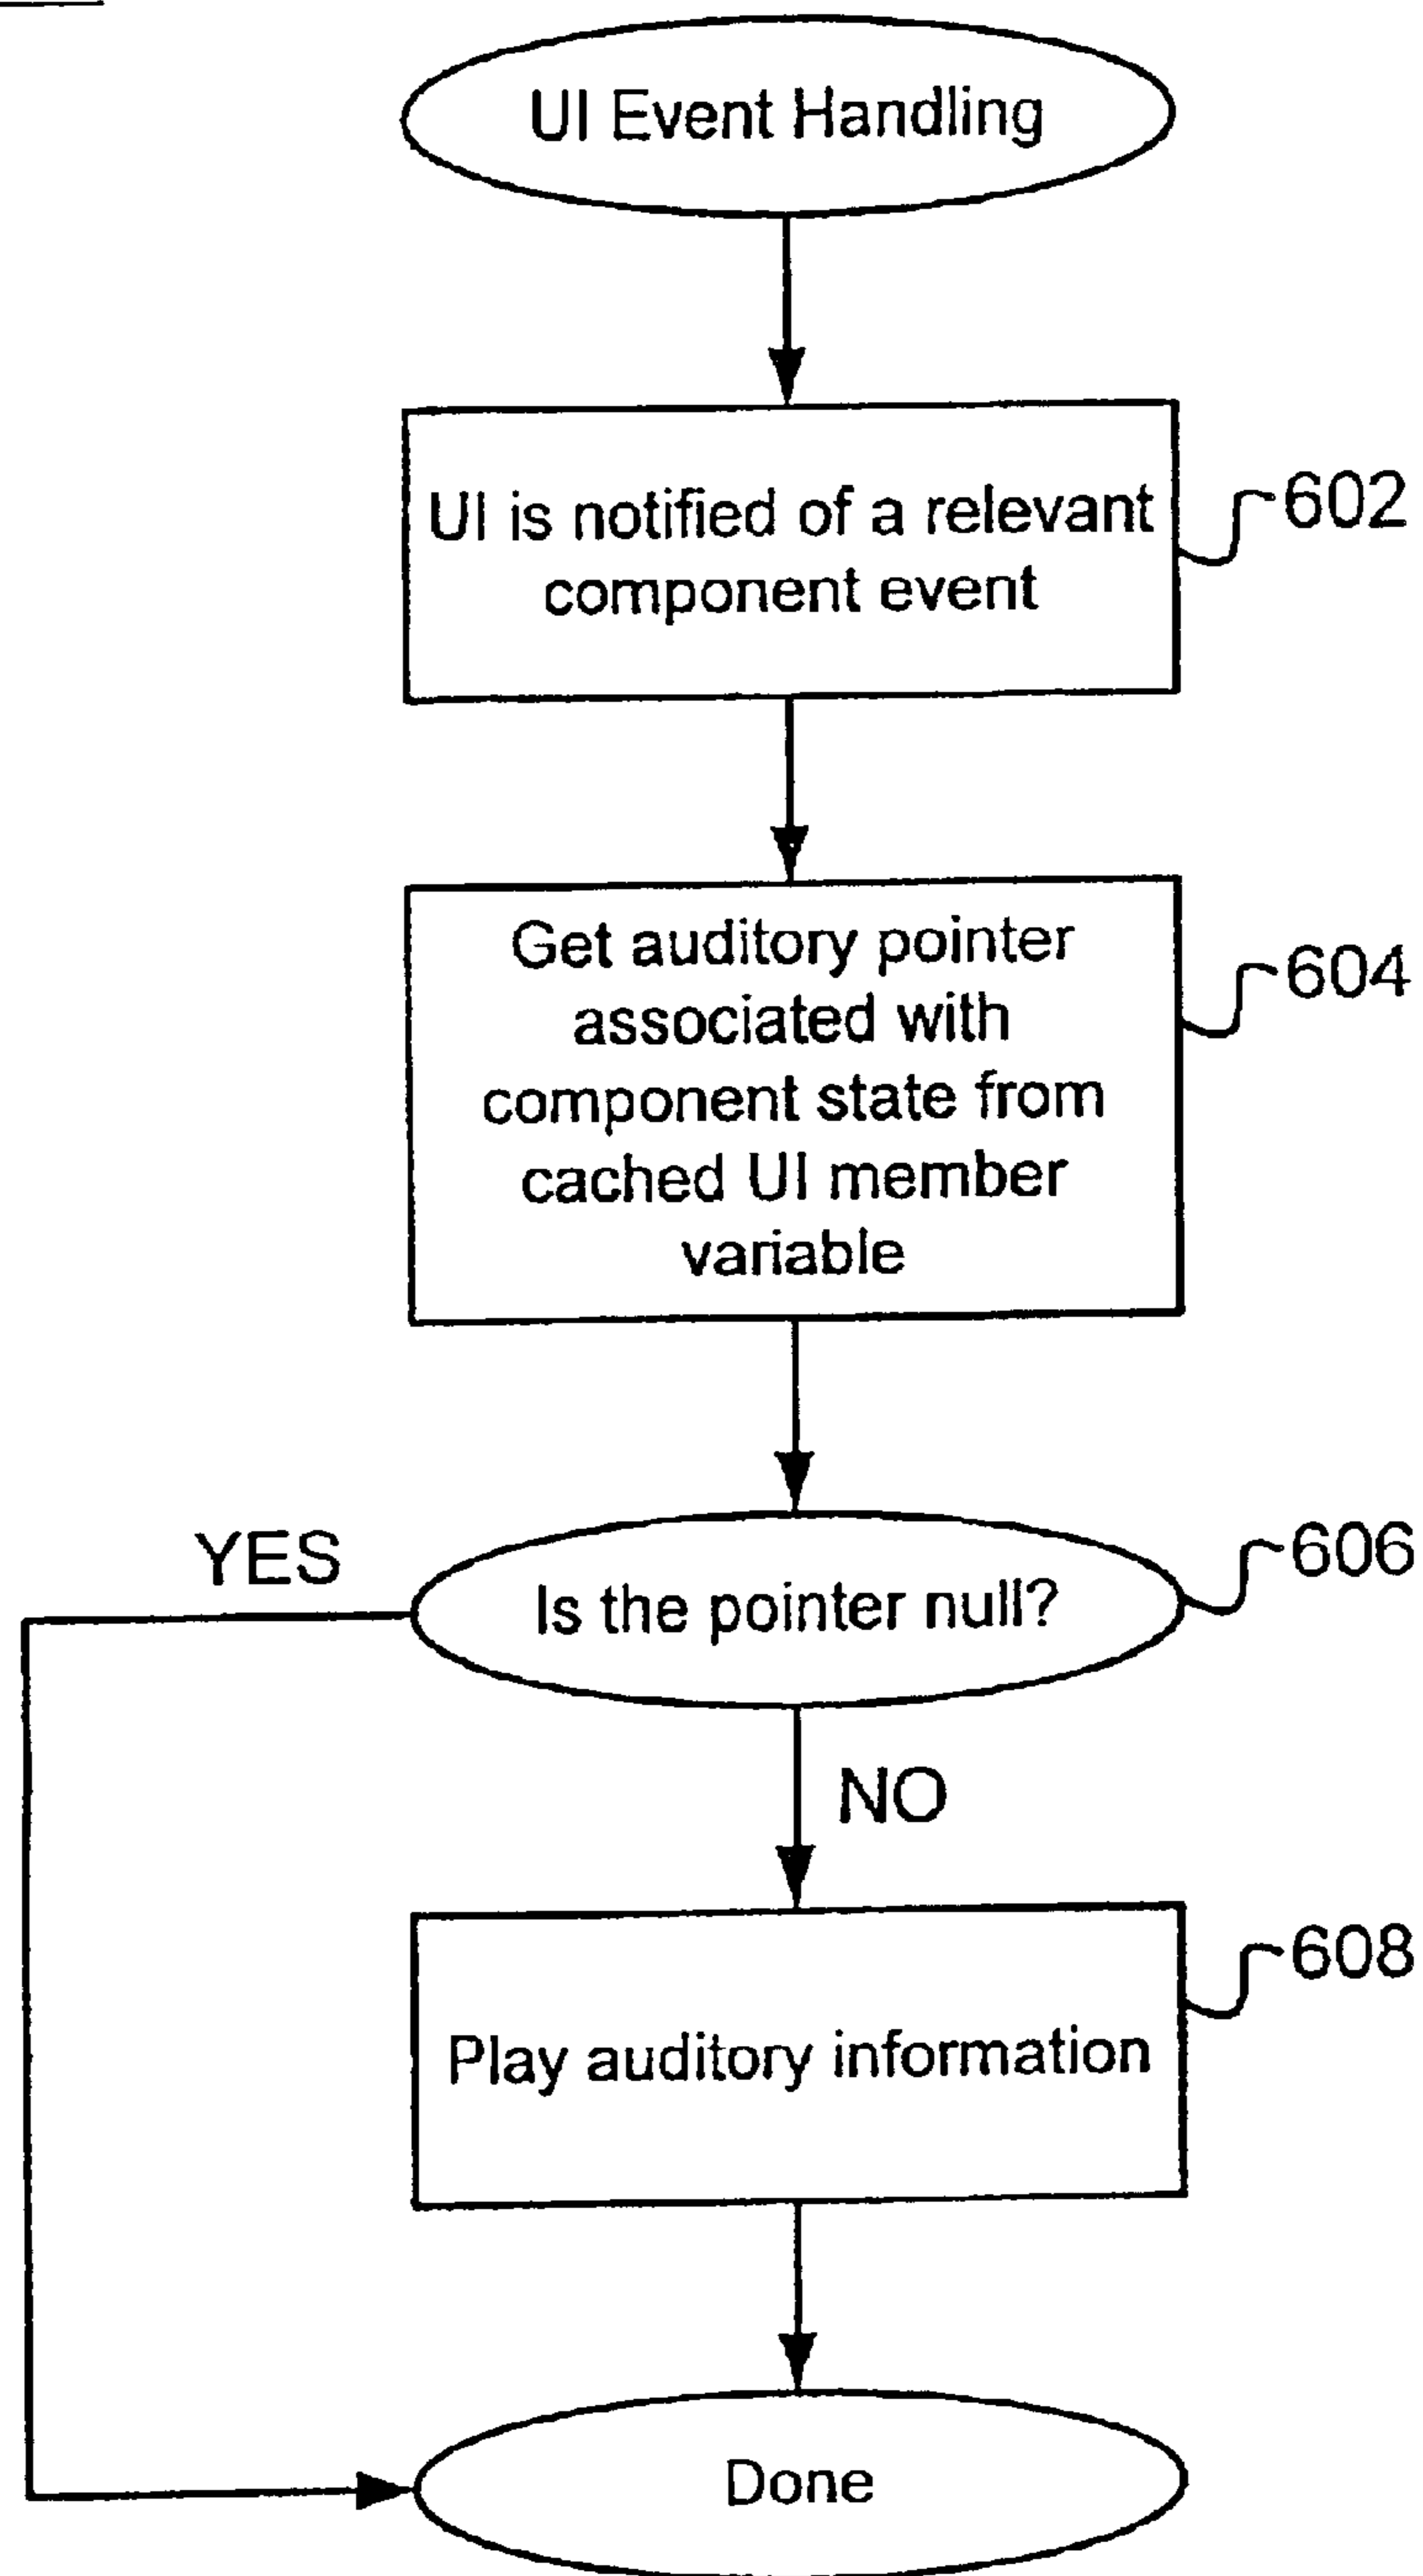 UI Event Handling
UI is notified of a relevant
component event
602
Get auditory pointer
associated with
component state from
cached UI member
variable
604
YES
Is the pointer null?
606
NO
Play auditory information
608
Done